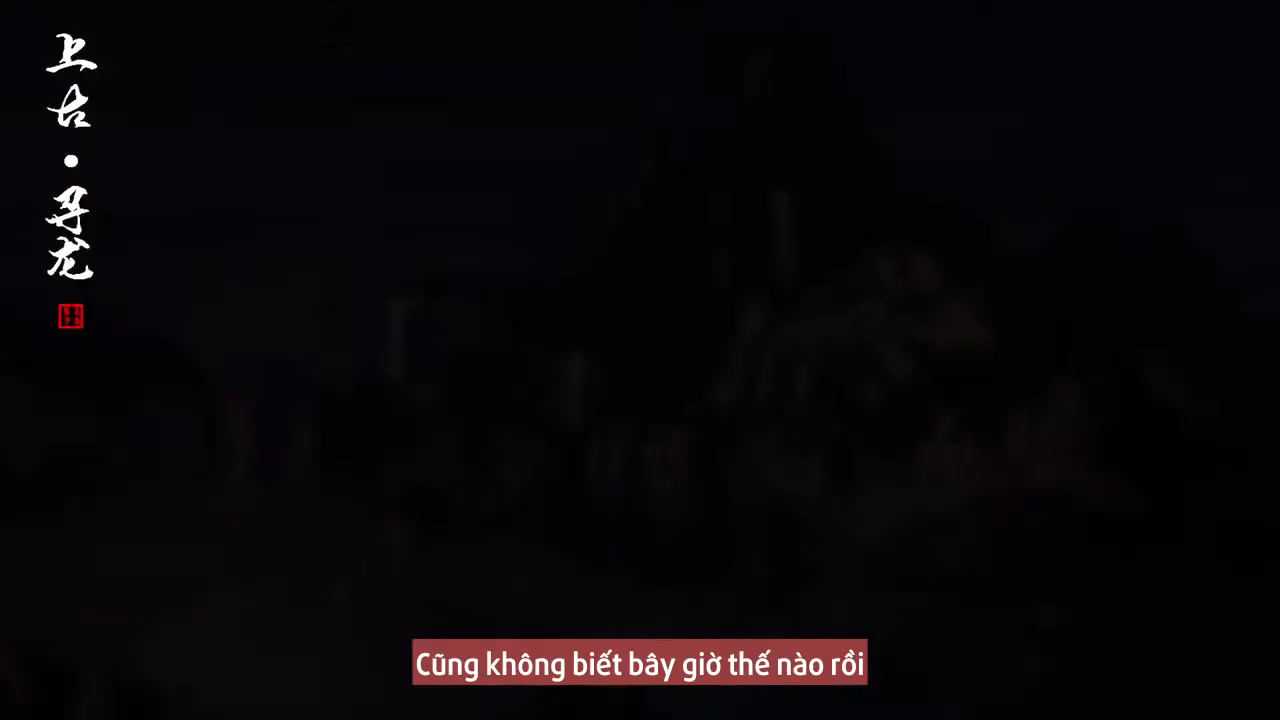 上古·寻龙
Cũng không biết bây giờ thế nào rồi